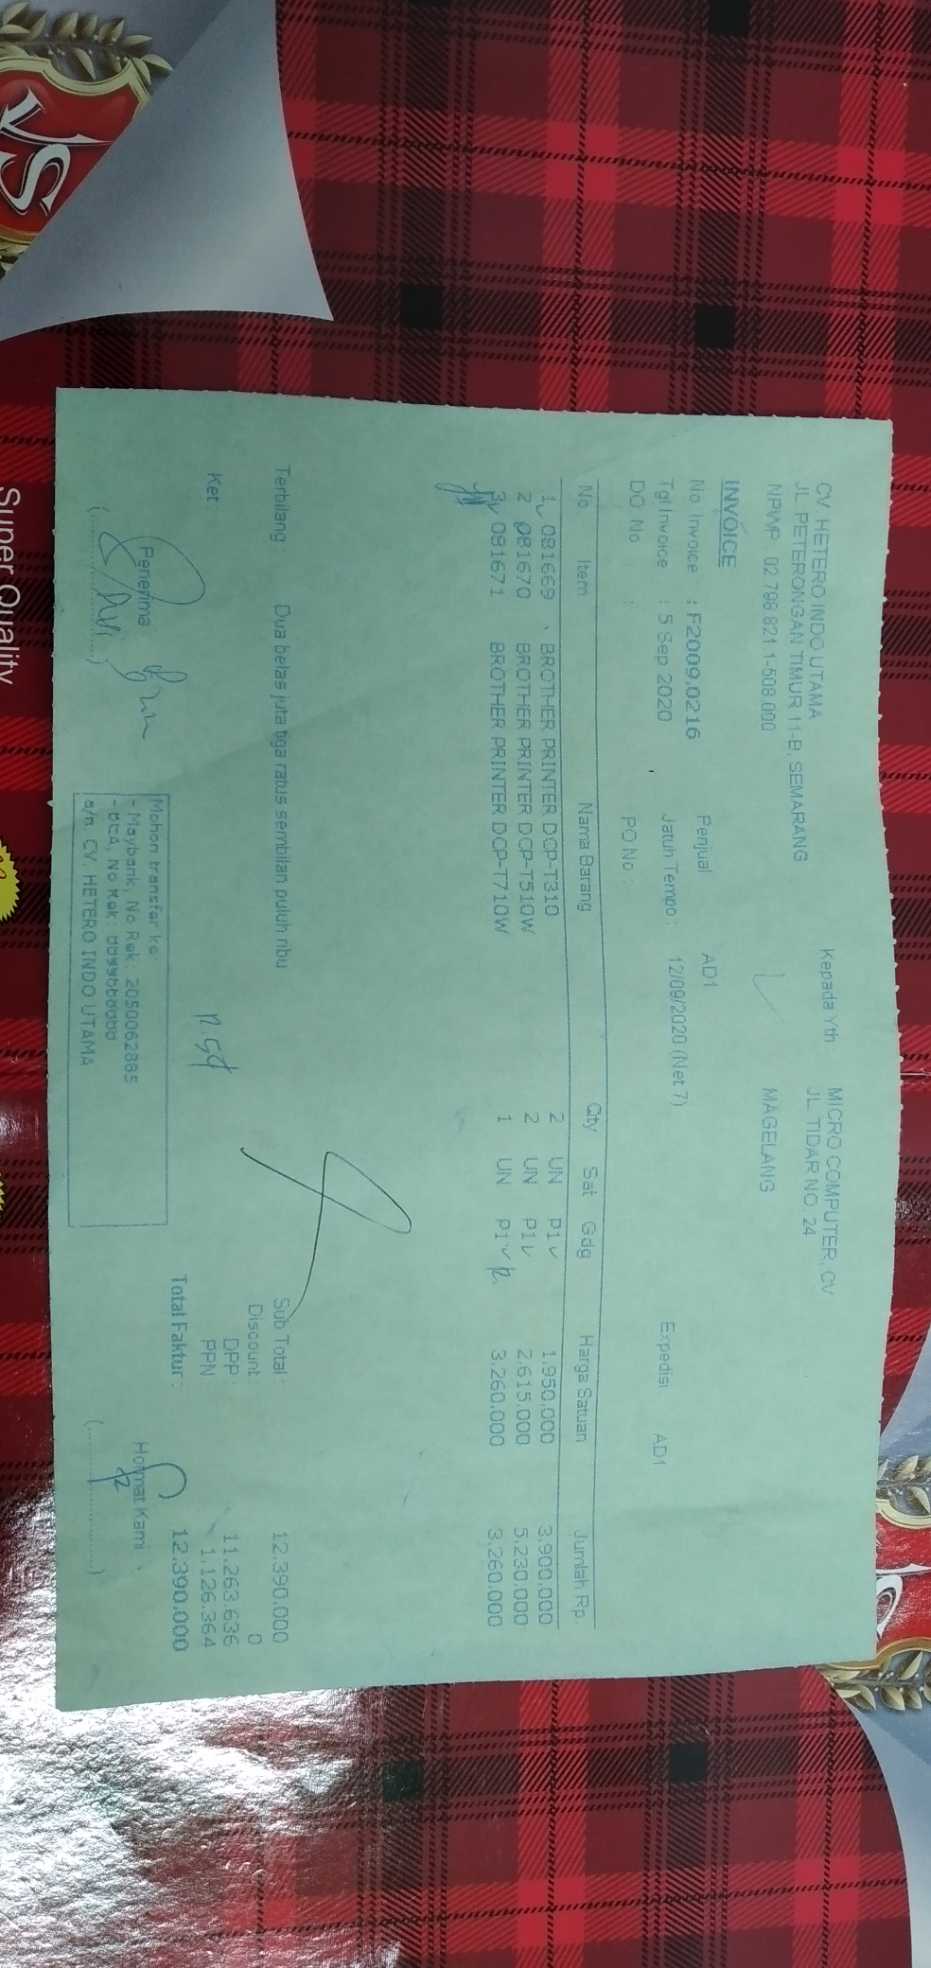 CV. HETERO INDO UTAMA
JL. PETERONGAN TIMUR 11-B, SEMARANG
NPWP 02.798.821.1-508.000
Kepada Yth
MICRO COMPUTER, CV
JL. TIDAR NO. 24
MAGELANG
INVOICE
No. Invoice : F2009.0216 Penjual AD1
Tgl Invoice : 5 Sep 2020 Jatuh Tempo : 12/09/2020 (Net 7) Expedisi AD1
DO No : PO No :
No. Item Nama Barang Qty Sat Gdg Harga Satuan Jumlah Rp.
1 081669 BROTHER PRINTER DCP-T310 2 UN P1 1.950.000 3.900.000
2 081670 BROTHER PRINTER DCP-T510W 2 UN P1 2.615.000 5.230.000
3 081671 BROTHER PRINTER DCP-T710W 1 UN P1 3.260.000 3.260.000
Terbilang Dua belas juta tiga ratus sembilan puluh ribu
Sub Total : 12.390.000
Discount : 0
DPP : 11.263.636
Ket PPN 1.126.364
Total Faktur : 12.390.000
Penerima
Hormat Kami
Mohon transfer ke:
- Maybank, No Rek: 2050062885
- BCA, No Rek:
a/n. CV. HETERO INDO UTAMA
(....................)
(....................)
VS
Super Quality